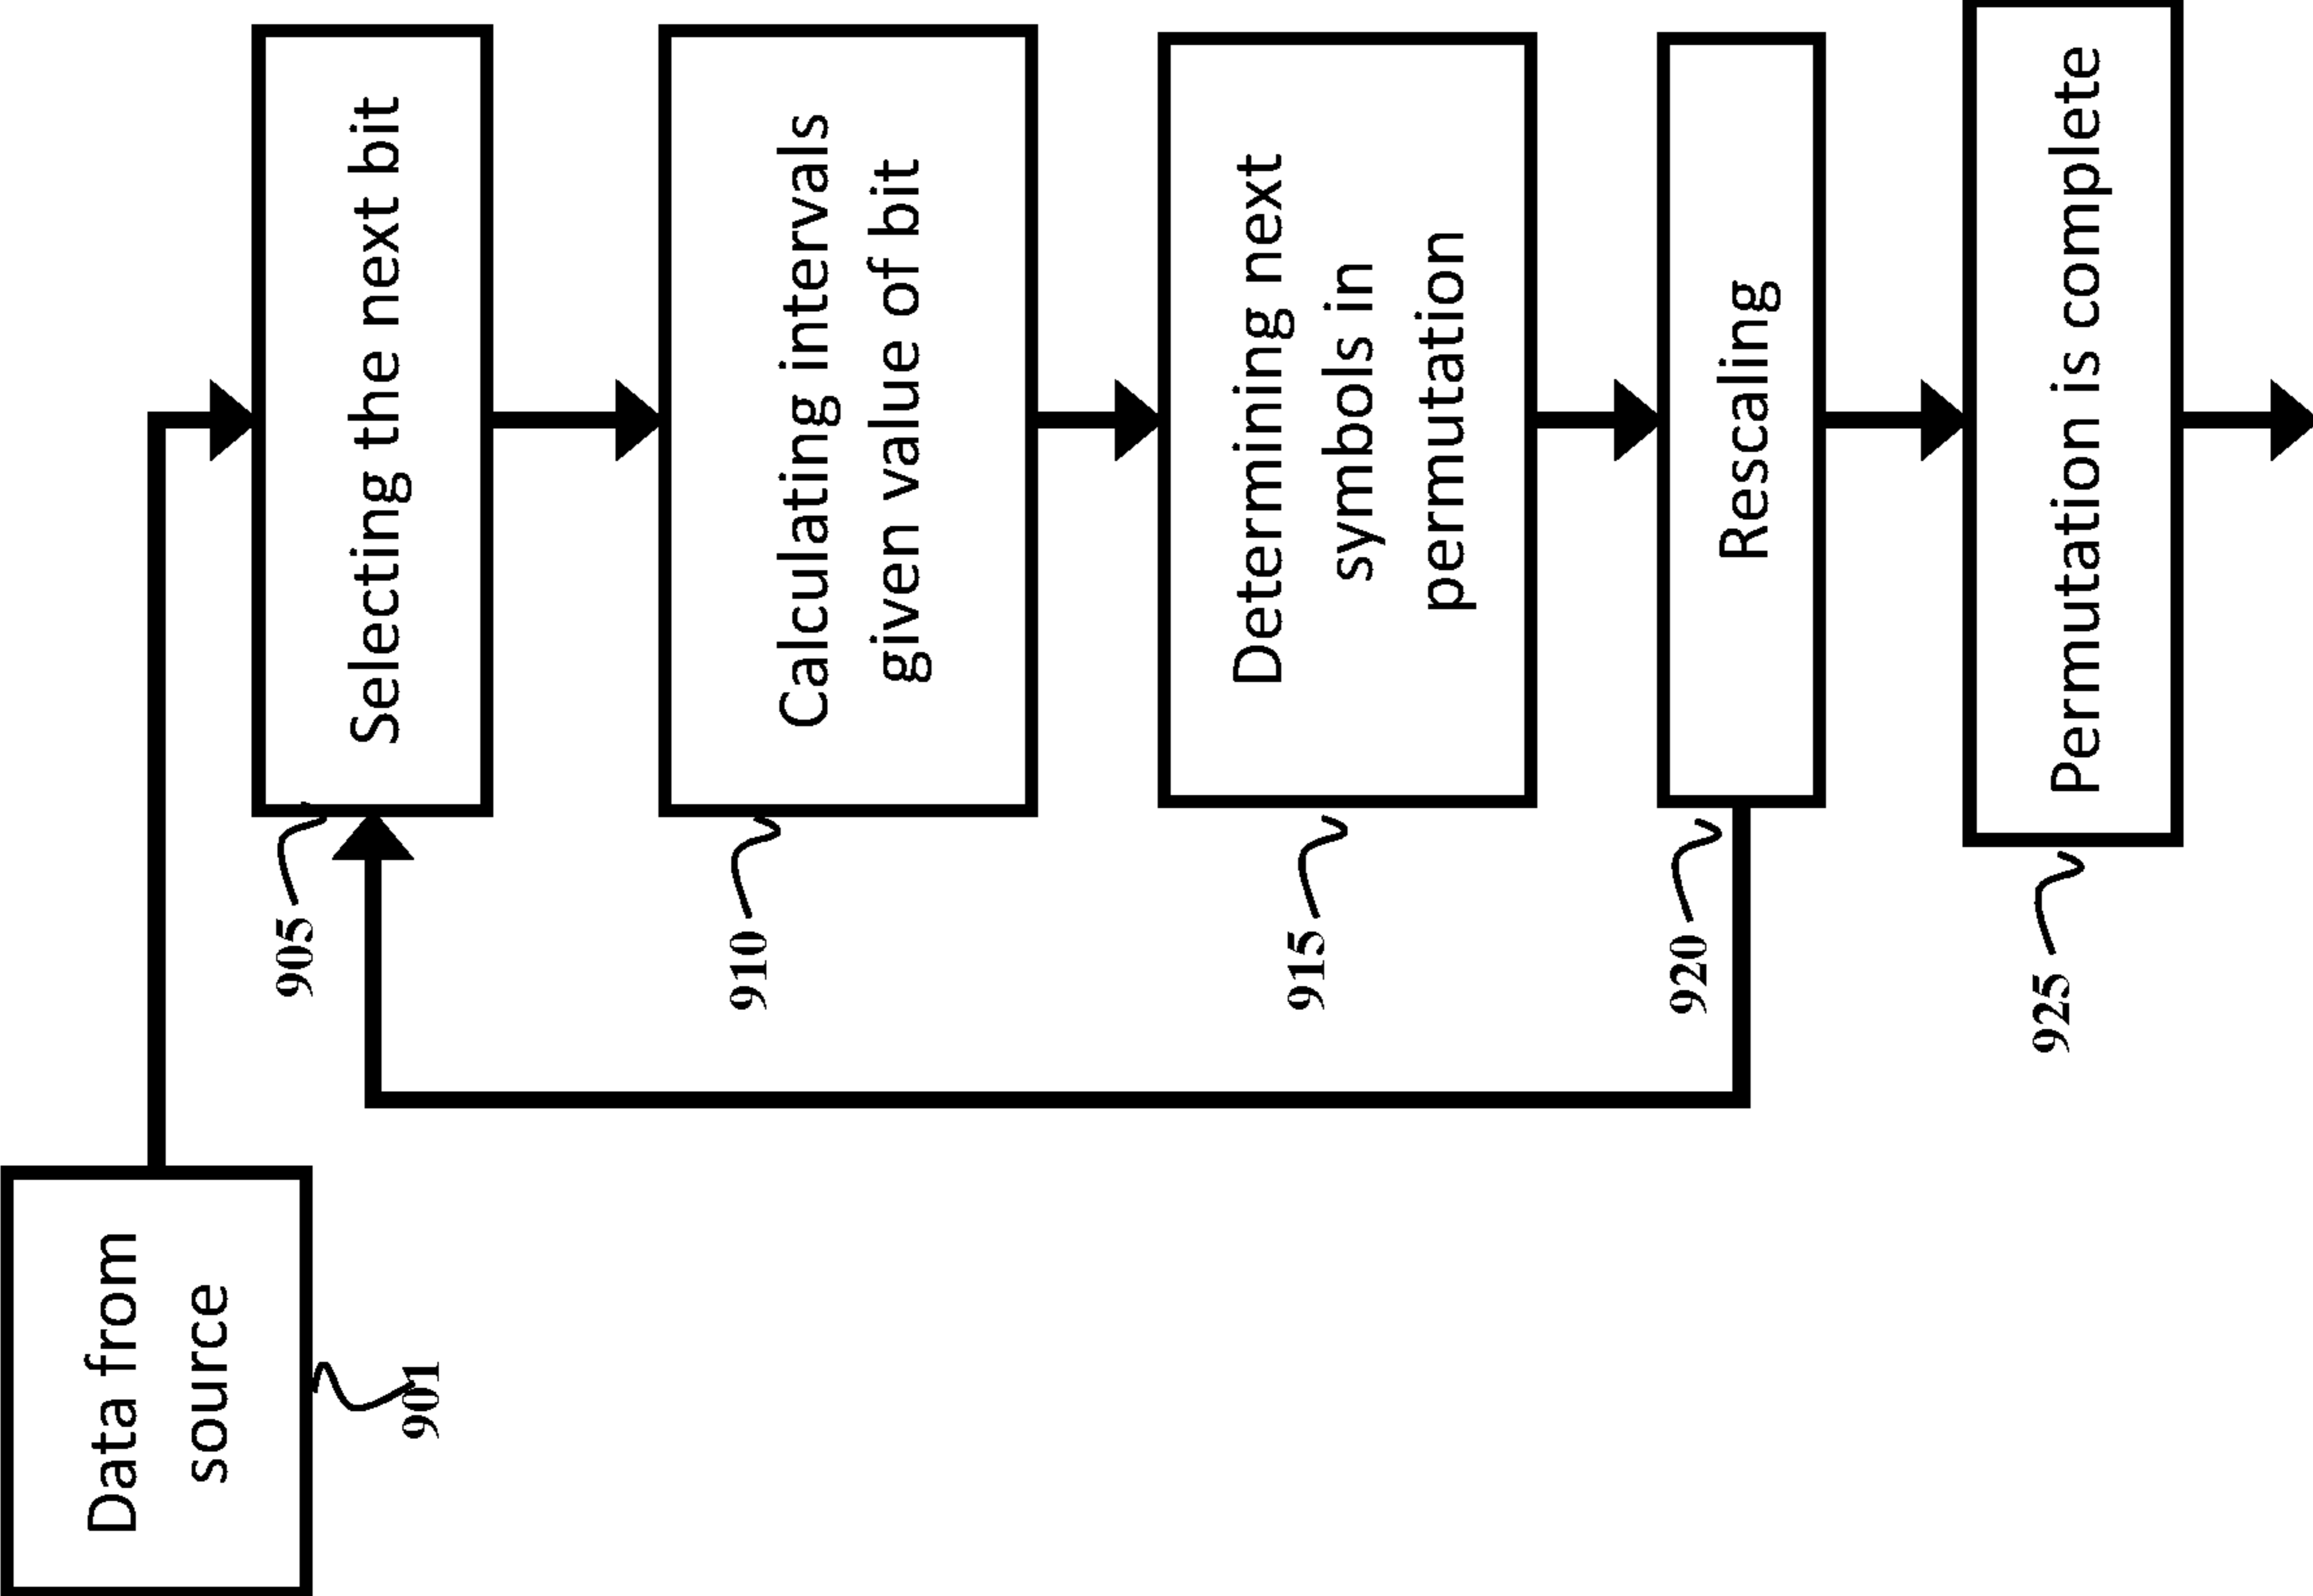 Data from
source
901
Selecting the next bit
905
Calculating intervals
given value of bit
910
Determining next
symbols in
permutation
915
Rescaling
920
Permutation is complete
925